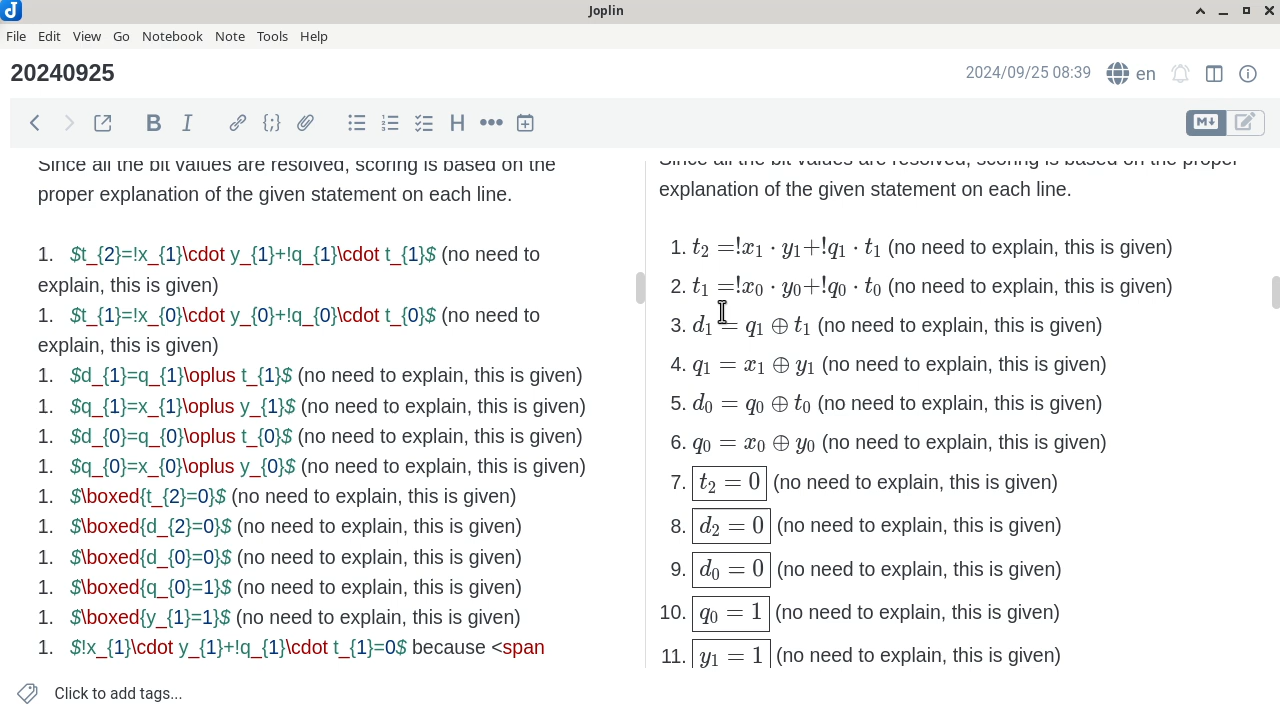 Joplin
File Edit View Go Notebook Note Tools Help
20240925
2024/09/25 08:39 en
Since all the bit values are resolved, scoring is based on the
proper explanation of the given statement on each line.
1. $t_{2}=!x_{1}\cdot y_{1}+!q_{1}\cdot t_{1}$ (no need to
explain, this is given)
1. $t_{1}=!x_{0}\cdot y_{0}+!q_{0}\cdot t_{0}$ (no need to
explain, this is given)
1. $d_{1}=q_{1}\oplus t_{1}$ (no need to explain, this is given)
1. $q_{1}=x_{1}\oplus y_{1}$ (no need to explain, this is given)
1. $d_{0}=q_{0}\oplus t_{0}$ (no need to explain, this is given)
1. $q_{0}=x_{0}\oplus y_{0}$ (no need to explain, this is given)
1. $\boxed{t_{2}=0}$ (no need to explain, this is given)
1. $\boxed{d_{2}=0}$ (no need to explain, this is given)
1. $\boxed{d_{0}=0}$ (no need to explain, this is given)
1. $\boxed{q_{0}=1}$ (no need to explain, this is given)
1. $\boxed{y_{1}=1}$ (no need to explain, this is given)
1. $!x_{1}\cdot y_{1}+!q_{1}\cdot t_{1}=0$ because <span
Since all the bit values are resolved, scoring is based on the proper
explanation of the given statement on each line.
1. t₂ =!x₁ · y₁+!q₁ · t₁ (no need to explain, this is given)
2. t₁ =!x₀ · y₀+!q₀ · t₀ (no need to explain, this is given)
3. d₁ = q₁ ⊕ t₁ (no need to explain, this is given)
4. q₁ = x₁ ⊕ y₁ (no need to explain, this is given)
5. d₀ = q₀ ⊕ t₀ (no need to explain, this is given)
6. q₀ = x₀ ⊕ y₀ (no need to explain, this is given)
7. t₂ = 0 (no need to explain, this is given)
8. d₂ = 0 (no need to explain, this is given)
9. d₀ = 0 (no need to explain, this is given)
10. q₀ = 1 (no need to explain, this is given)
11. y₁ = 1 (no need to explain, this is given)
Click to add tags...